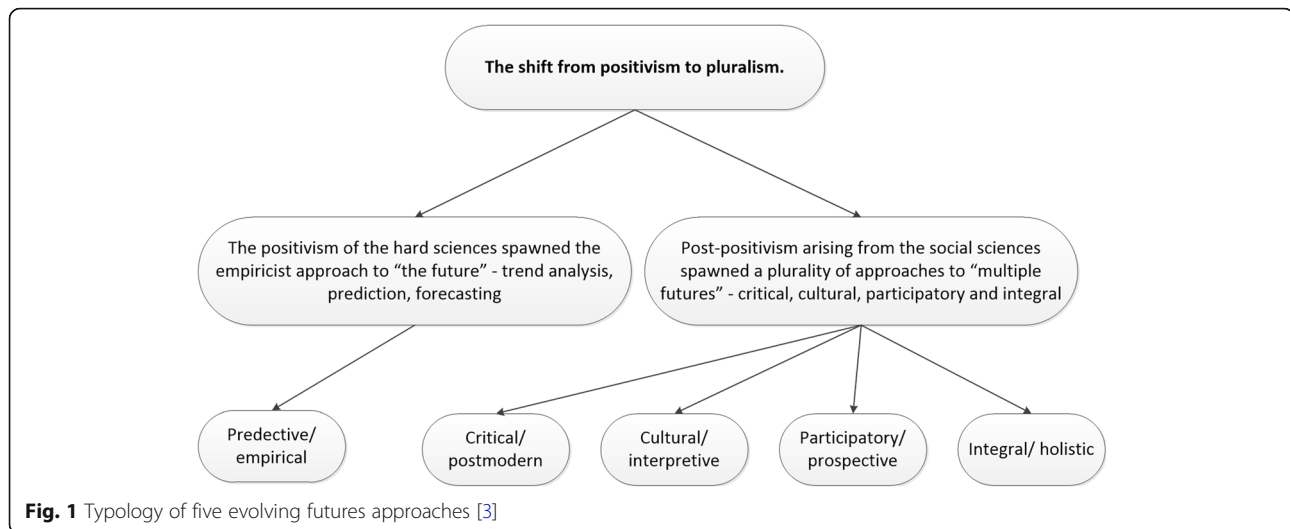 The shift from positivism to pluralism.
The positivism of the hard sciences spawned the
empiricist approach to “the future” - trend analysis,
prediction, forecasting
Post-positivism arising from the social sciences
spawned a plurality of approaches to “multiple
futures” - critical, cultural, participatory and integral
Predective/
empirical
Critical/
postmodern
Cultural/
interpretive
Participatory/
prospective
Integral/ holistic
Fig. 1 Typology of five evolving futures approaches [3]